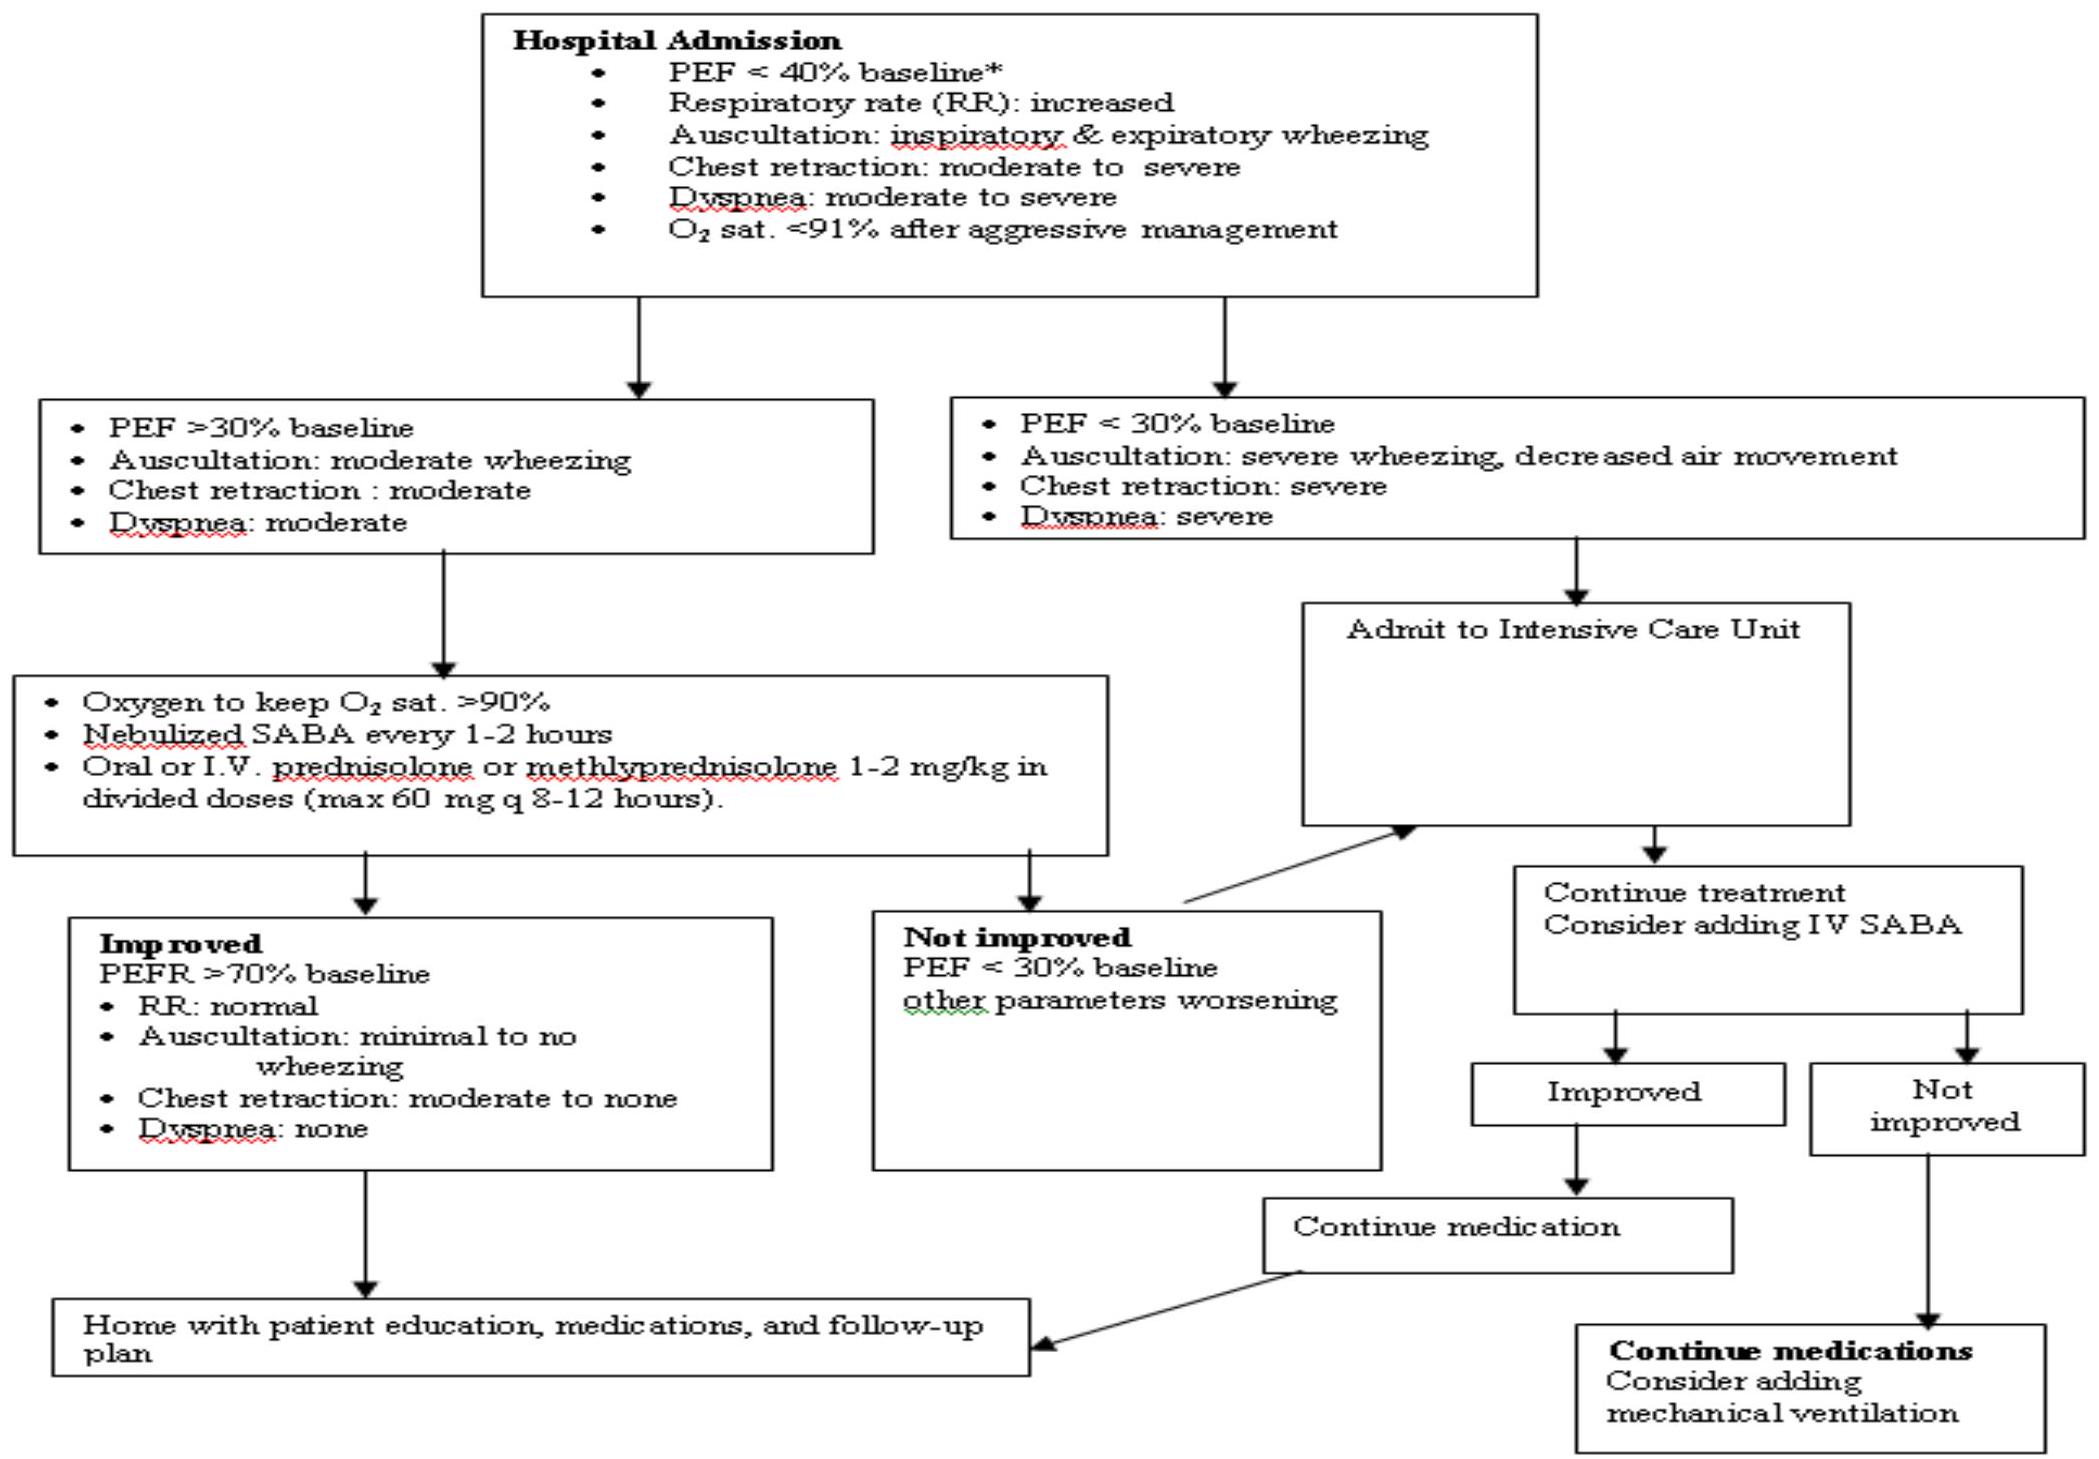 Hospital Admission
• PEF < 40% baseline*
• Respiratory rate (RR): increased
• Auscultation: inspiratory & expiratory wheezing
• Chest retraction: moderate to severe
• Dyspnea: moderate to severe
• O₂ sat. <91% after aggressive management
• PEF >30% baseline
• Auscultation: moderate wheezing
• Chest retraction : moderate
• Dyspnea: moderate
• PEF < 30% baseline
• Auscultation: severe wheezing, decreased air movement
• Chest retraction: severe
• Dyspnea: severe
Admit to Intensive Care Unit
• Oxygen to keep O₂ sat. >90%
• Nebulized SABA every 1-2 hours
• Oral or I.V. prednisolone or methlyprednisolone 1-2 mg/kg in
divided doses (max 60 mg q 8-12 hours).
Continue treatment
Consider adding IV SABA
Improved
PEFR >70% baseline
• RR: normal
• Auscultation: minimal to no
wheezing
• Chest retraction: moderate to none
• Dyspnea: none
Not improved
PEF < 30% baseline
other parameters worsening
Improved
Not
improved
Continue medication
Home with patient education, medications, and follow-up
plan
Continue medications
Consider adding
mechanical ventilation